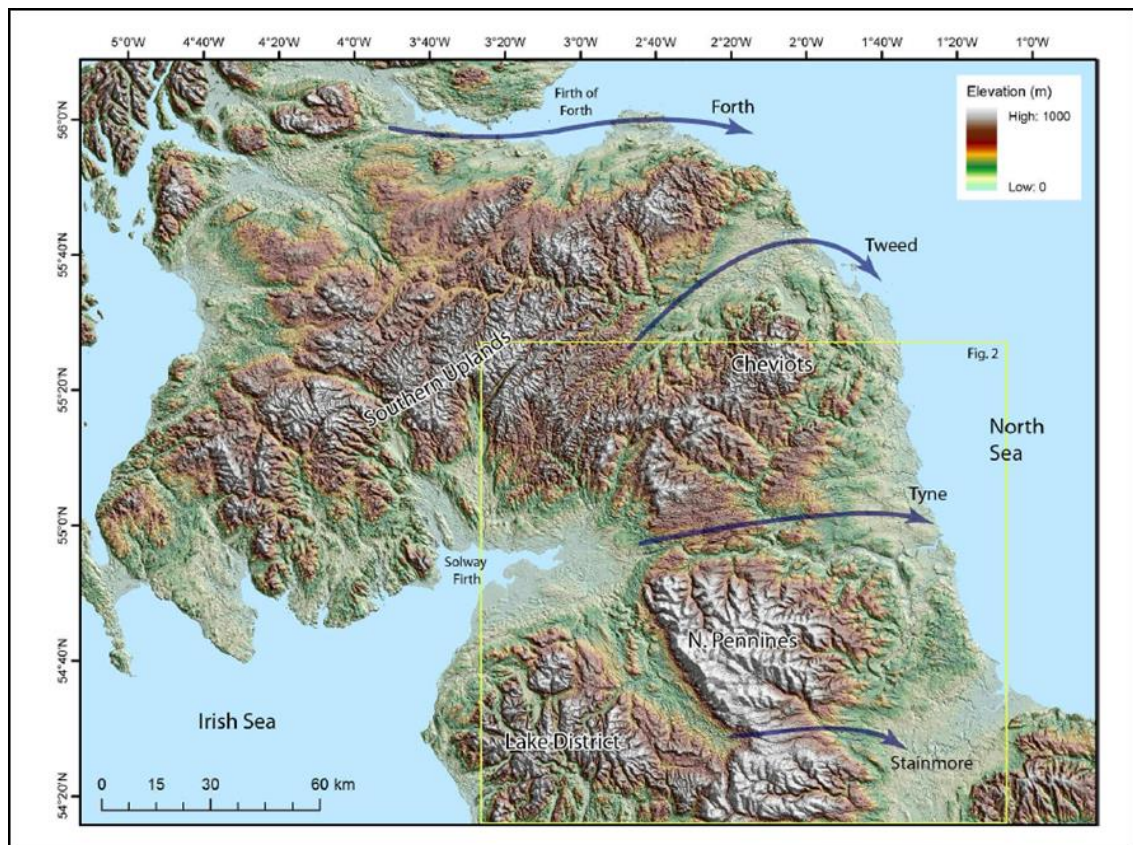 5°0'W 4°40'W 4°20'W 4°0'W 3°20'W 3°0'W 2°40'W 2°20'W 2°0'W 1°40'W 1°20'W 1°0'W
56°0'N
55°40'N
55°20'N
55°0'N
54°40'N
54°20'N
Firth of
Forth
Forth
Elevation (m)
High: 1000
Low: 0
Tweed
Southern Uplands
Cheviots
Fig. 2
North
Sea
Tyne
Solway
Firth
N. Pennines
Irish Sea
Lake District
Stainmore
0 15 30 60 km